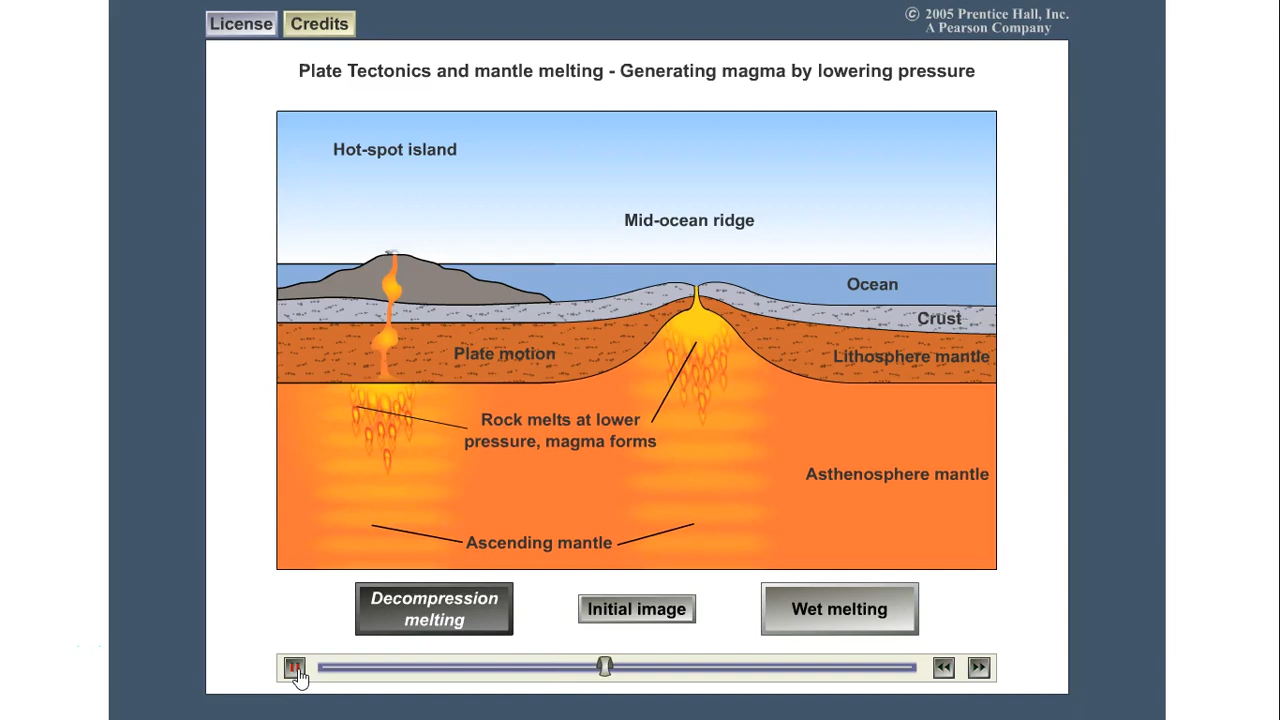 License
Credits
© 2005 Prentice Hall, Inc.
A Pearson Company
Plate Tectonics and mantle melting - Generating magma by lowering pressure
Hot-spot island
Mid-ocean ridge
Ocean
Crust
Plate motion
Lithosphere mantle
Rock melts at lower
pressure, magma forms
Asthenosphere mantle
Ascending mantle
Decompression
melting
Initial image
Wet melting